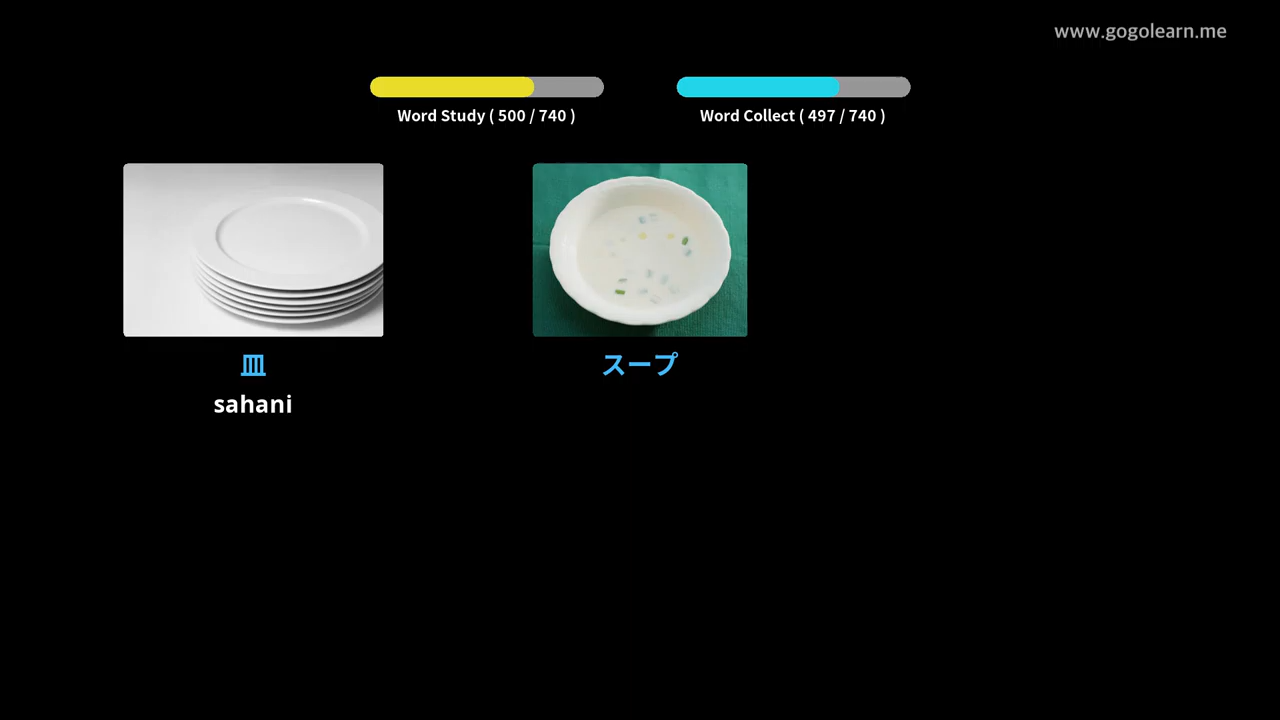 www.gogolearn.me
Word Study ( 500 / 740 )
Word Collect ( 497 / 740 )
皿
sahani
スープ